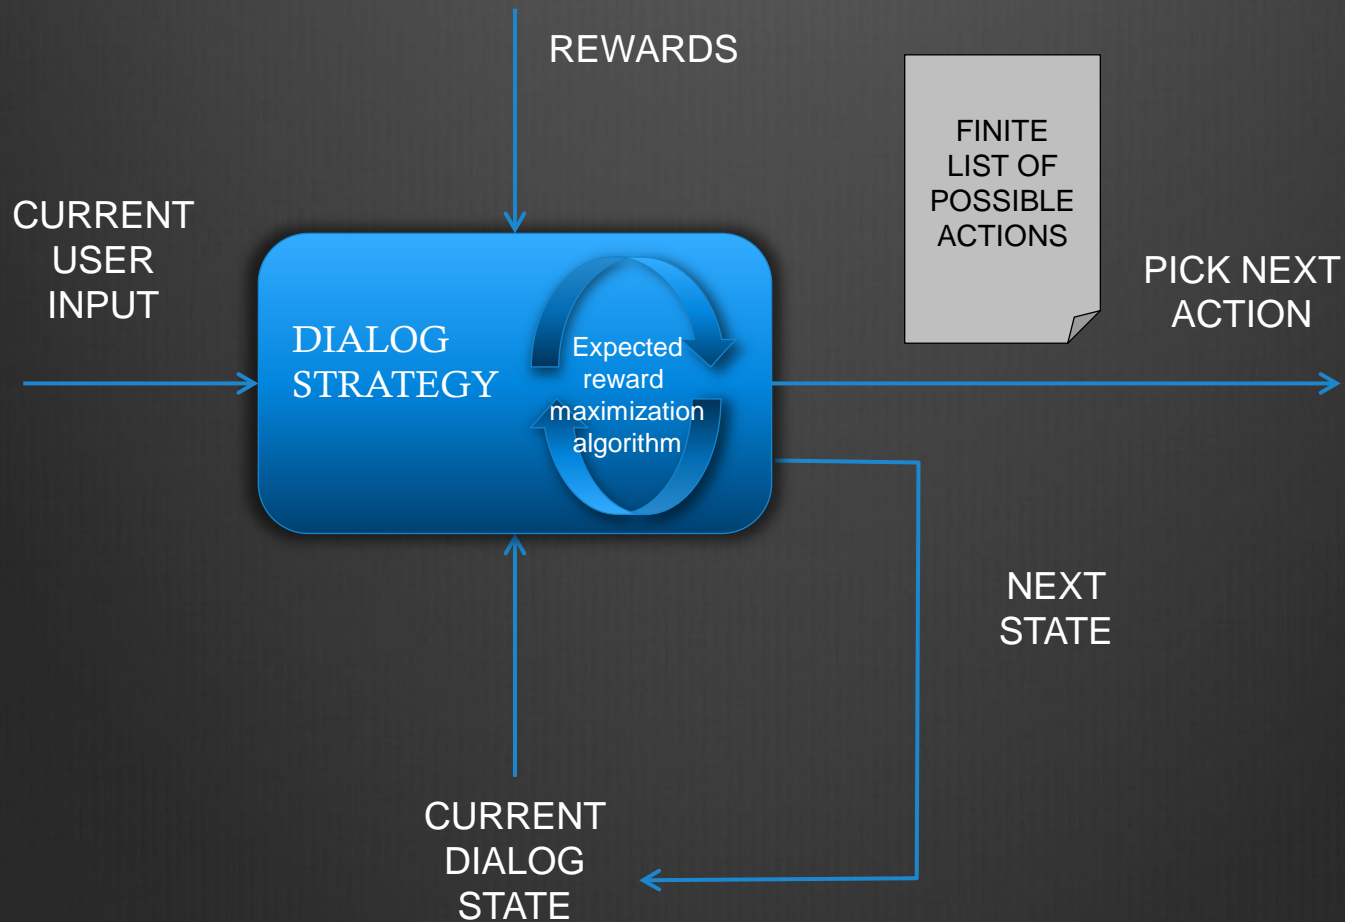 REWARDS
FINITE
LIST OF
POSSIBLE
ACTIONS
CURRENT
USER
INPUT
PICK NEXT
ACTION
DIALOG
STRATEGY
Expected
reward
maximization
algorithm
NEXT
STATE
CURRENT
DIALOG
STATE